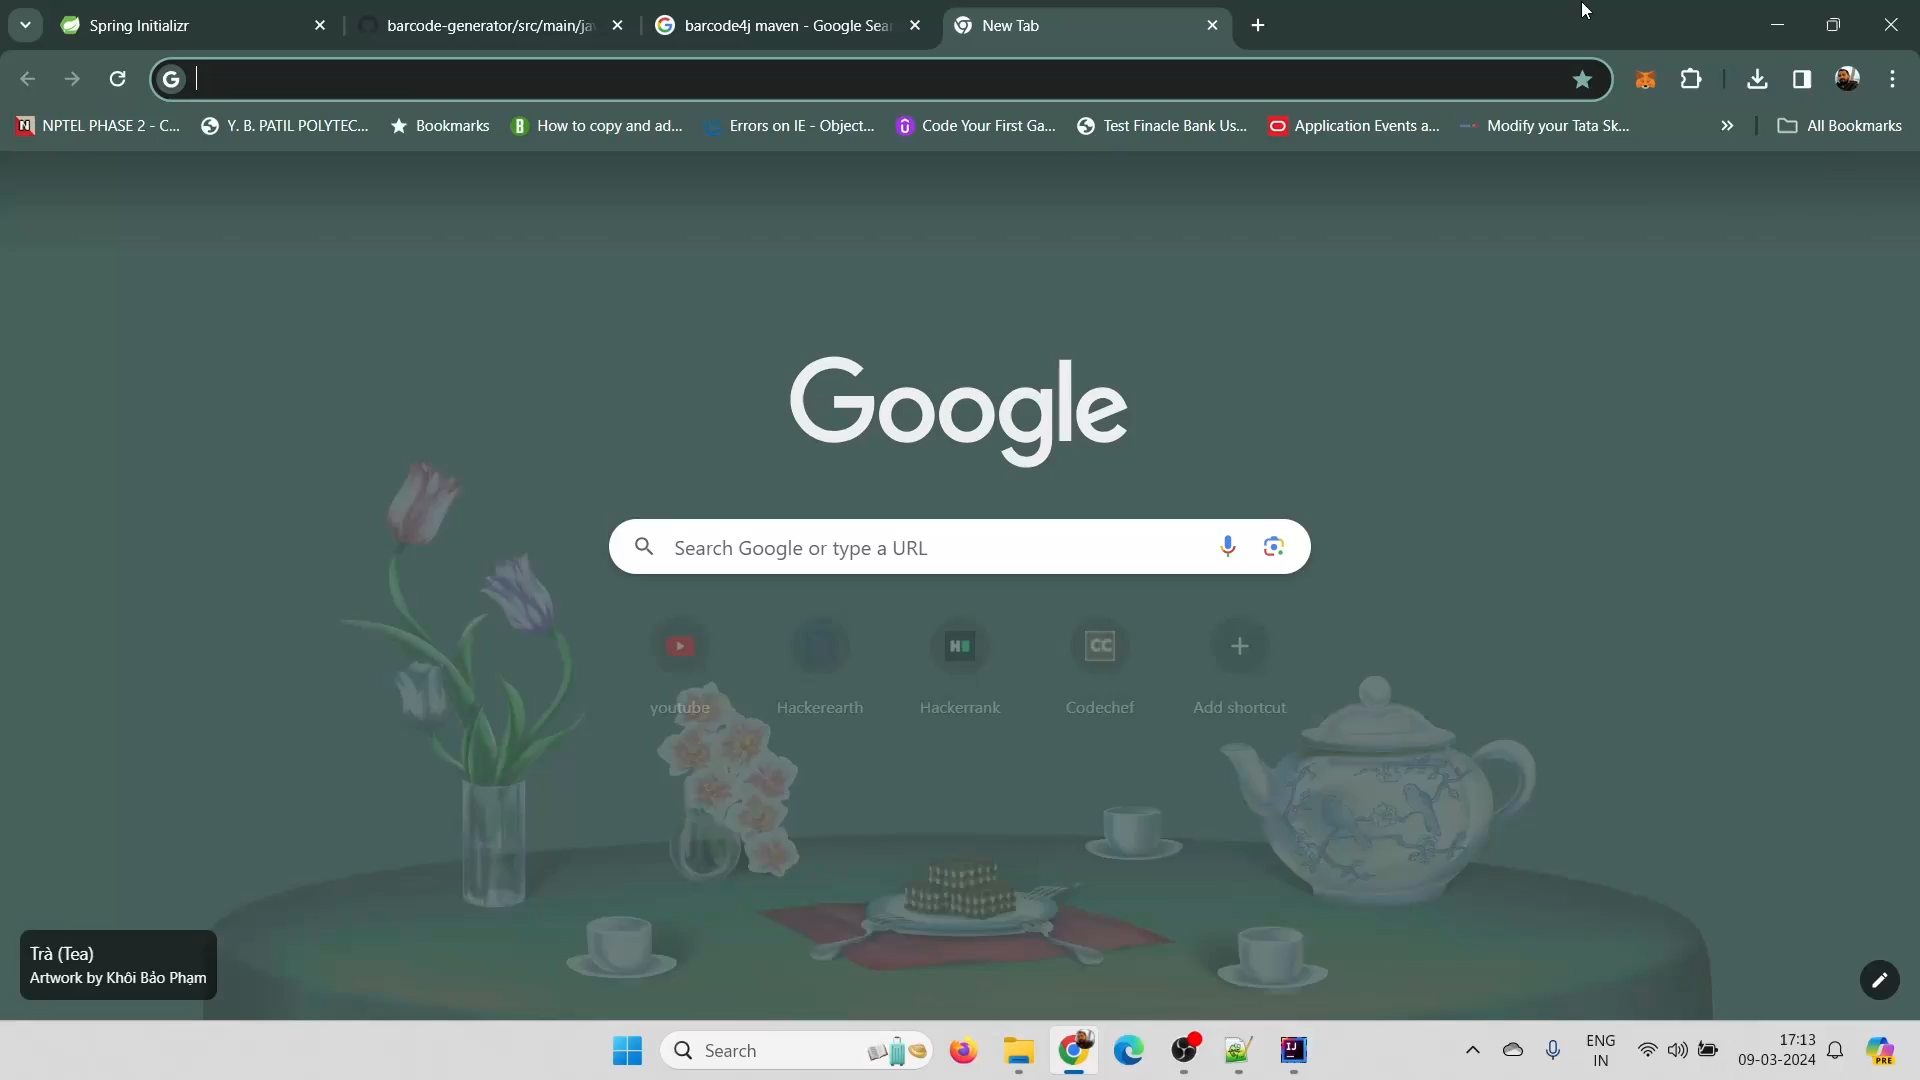 Spring Initializr
barcode-generator/src/main/ja
barcode4j maven - Google Sea
New Tab
NPTEL PHASE 2 - C...
Y. B. PATIL POLYTEC...
Bookmarks
How to copy and ad...
Errors on IE - Object...
Code Your First Ga...
Test Finacle Bank Us...
Application Events a...
Modify your Tata Sk...
All Bookmarks
Google
Search Google or type a URL
youtube
Hackerearth
Hackerrank
Codechef
Add shortcut
Trà (Tea)
Artwork by Khôi Bảo Phạm
Search
ENG
IN
17:13
09-03-2024
PRE